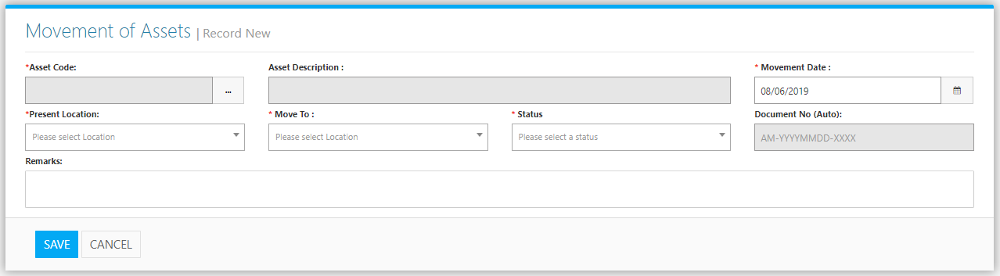 Movement of Assets | Record New
*Asset Code: Asset Description : * Movement Date :
... 08/06/2019
*Present Location: * Move To : * Status Document No (Auto):
Please select Location Please select Location Please select a status AM-YYYYMMDD-XXXX
Remarks:
SAVE CANCEL